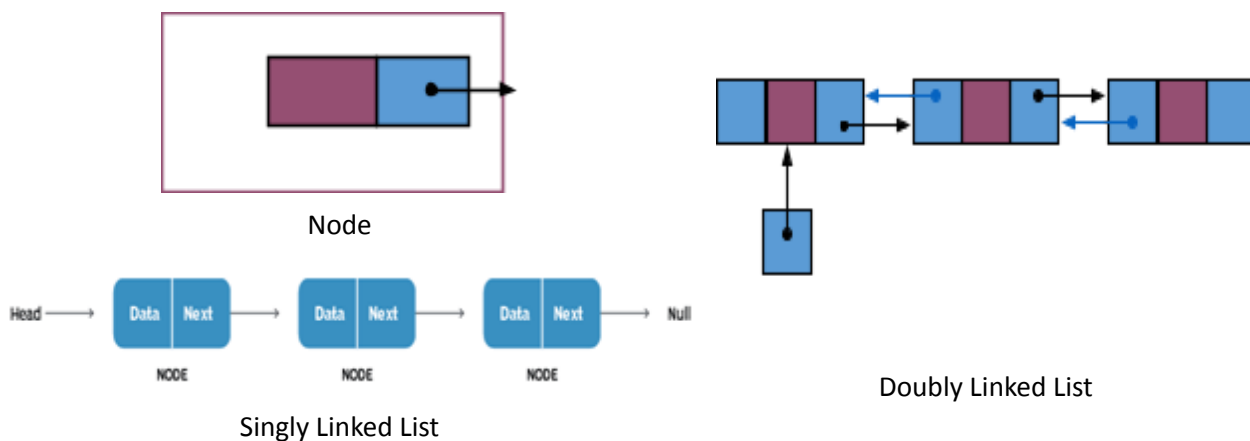 Node
Head Data Next Data Next Data Next Null
NODE NODE NODE
Singly Linked List
Doubly Linked List